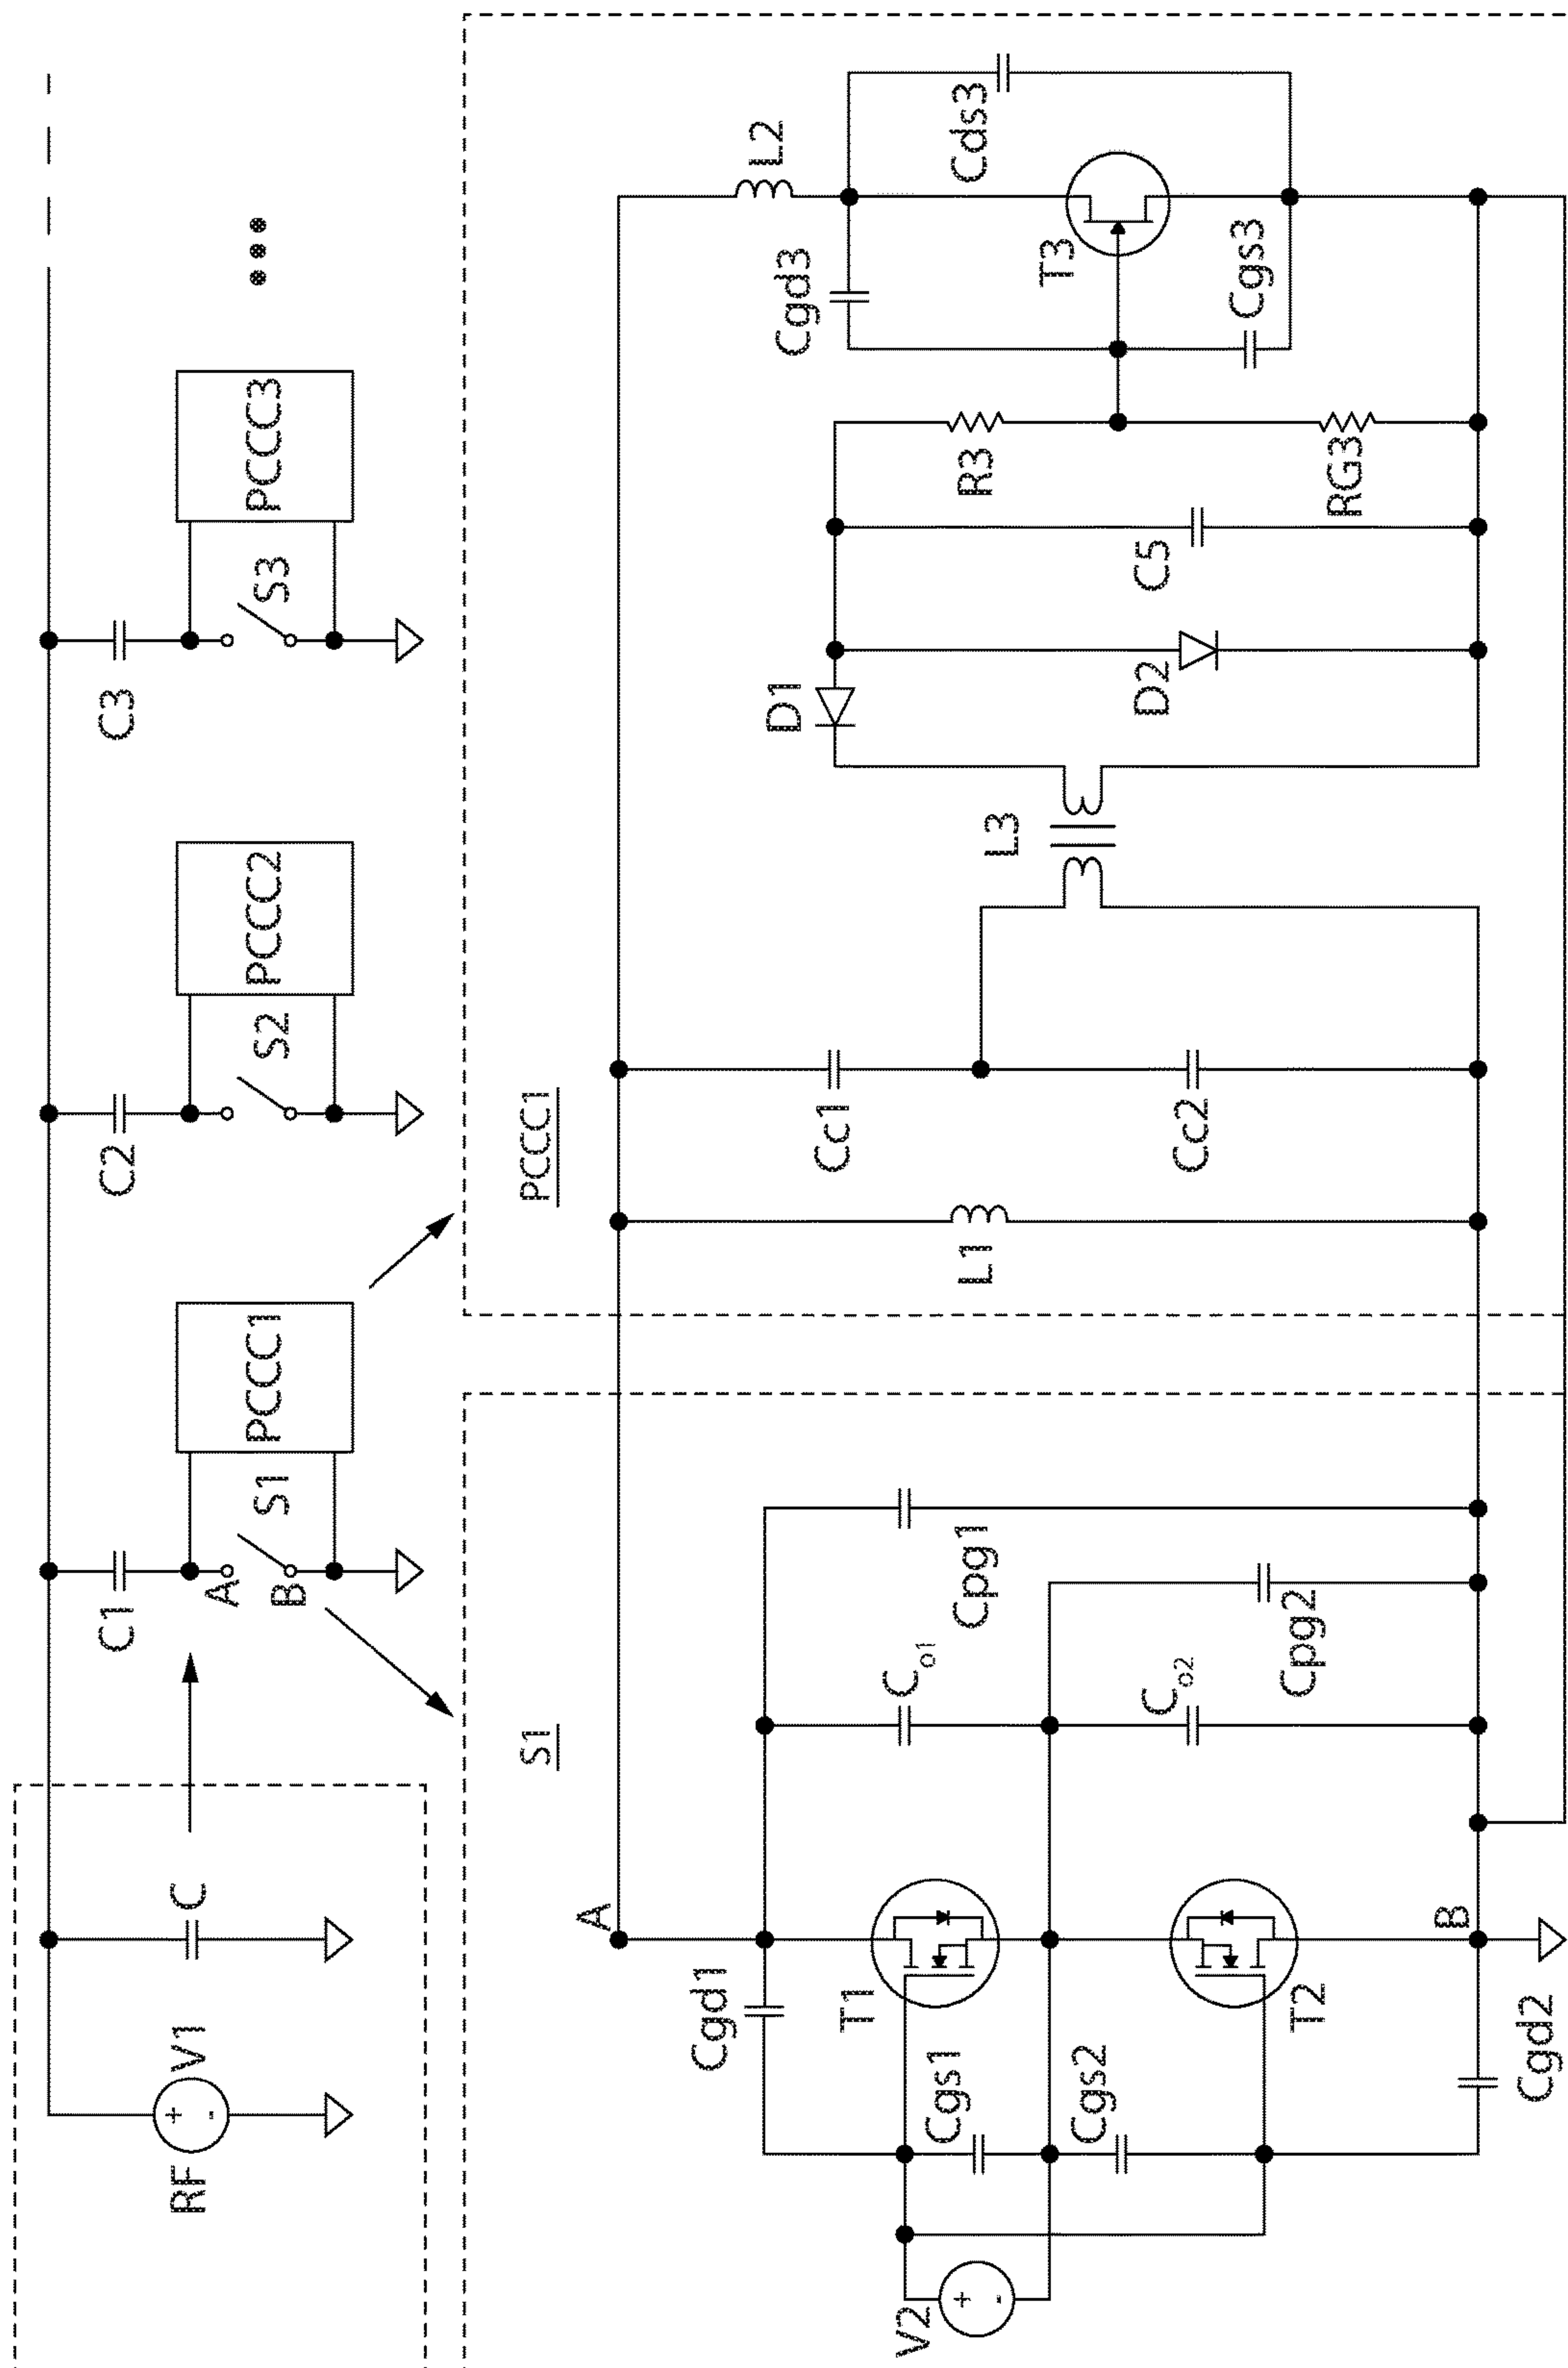 RF
+
-
V1
C
C1
A
B
S1
PCCC1
C2
S2
PCCC2
C3
S3
PCCC3
S1
PCCC1
A
V2
+
-
Cgd1
Cgs1
Cgs2
Cgd2
T1
T2
B
Co1
Co2
Cpg1
Cpg2
L1
Cc1
Cc2
L3
D1
D2
C5
R3
RG3
L2
Cgd3
T3
Cds3
Cgs3